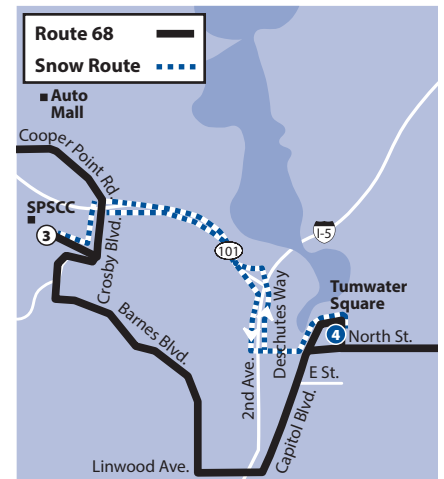 Route 68
Snow Route
Auto
Mall
Cooper Point Rd.
SPSCC
3
Crosby Blvd.
101
I-5
Tumwater
Square
4
North St.
Deschutes Way
2nd Ave.
E St.
Barnes Blvd.
Capitol Blvd.
Linwood Ave.